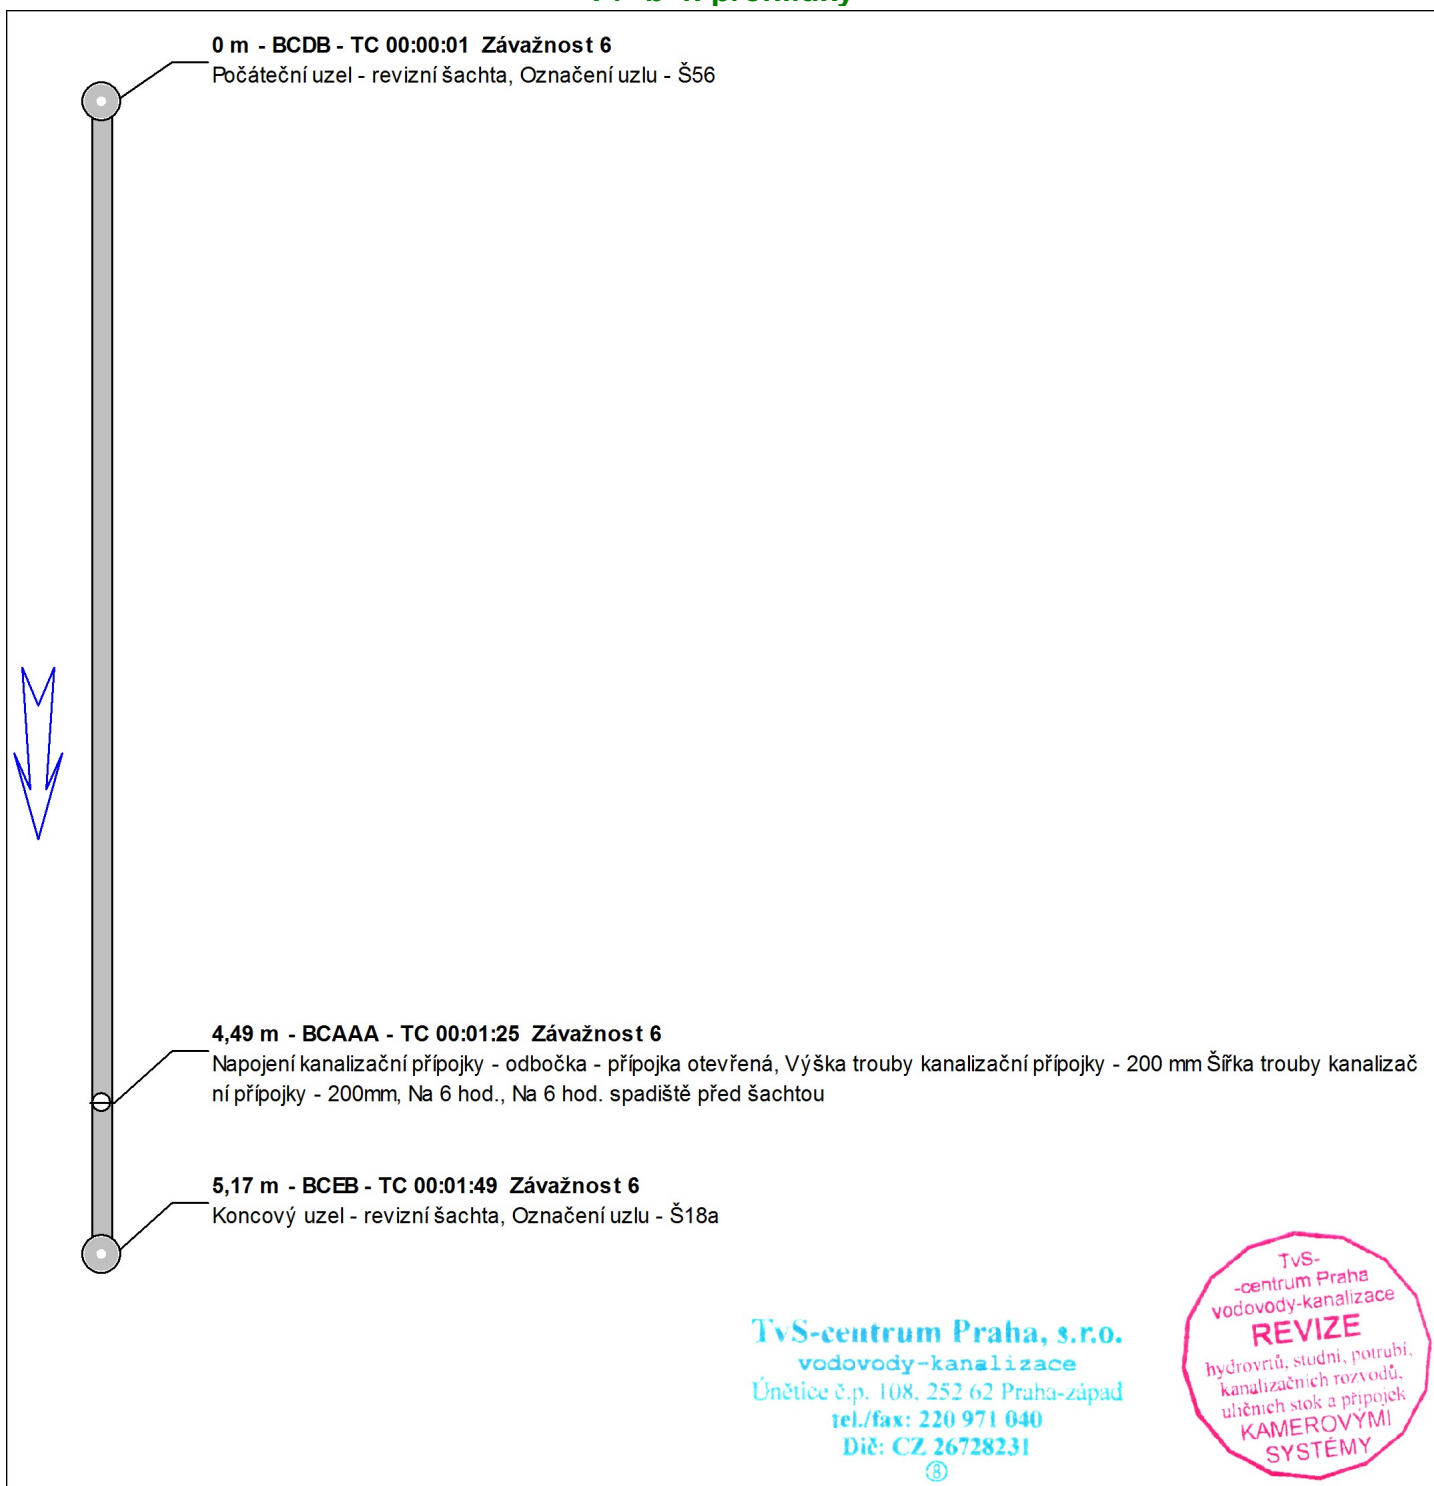 0 m - BCDB - TC 00:00:01 Závažnost 6
Počáteční uzel - revizní šachta, Označení uzlu - Š56
4,49 m - BCAAA - TC 00:01:25 Závažnost 6
Napojení kanalizační přípojky - odbočka - přípojka otevřená, Výška trouby kanalizační přípojky - 200 mm Šířka trouby kanalizač
ní přípojky - 200mm, Na 6 hod., Na 6 hod. spadiště před šachtou
5,17 m - BCEB - TC 00:01:49 Závažnost 6
Koncový uzel - revizní šachta, Označení uzlu - Š18a
TvS-centrum Praha, s.r.o.
vodovody-kanalizace
Únětice č.p. 108, 252 62 Praha-západ
tel./fax: 220 971 040
Dič: CZ 26728231
⑧
TvS-
-centrum Praha
vodovody-kanalizace
REVIZE
hydrovrtů, studní, potrubí,
kanalizačních rozvodů,
uličních stok a přípojek
KAMEROVÝMI
SYSTÉMY